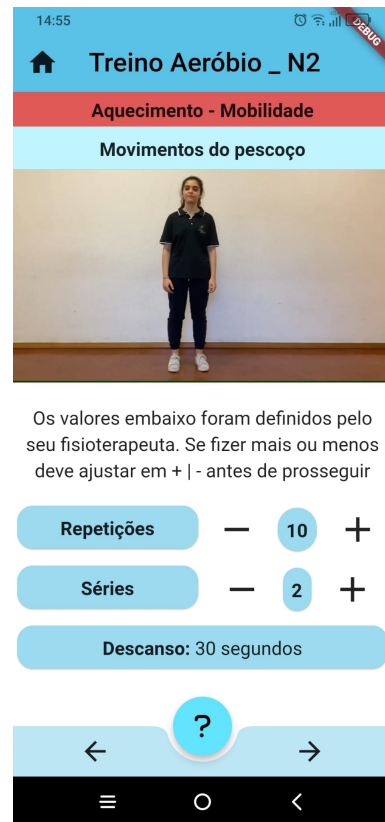 14:55
DEBUG
Treino Aeróbio _ N2
Aquecimento - Mobilidade
Movimentos do pescoço
Os valores embaixo foram definidos pelo
seu fisioterapeuta. Se fizer mais ou menos
deve ajustar em + | - antes de prosseguir
Repetições — 10 +
Séries — 2 +
Descanso: 30 segundos
?